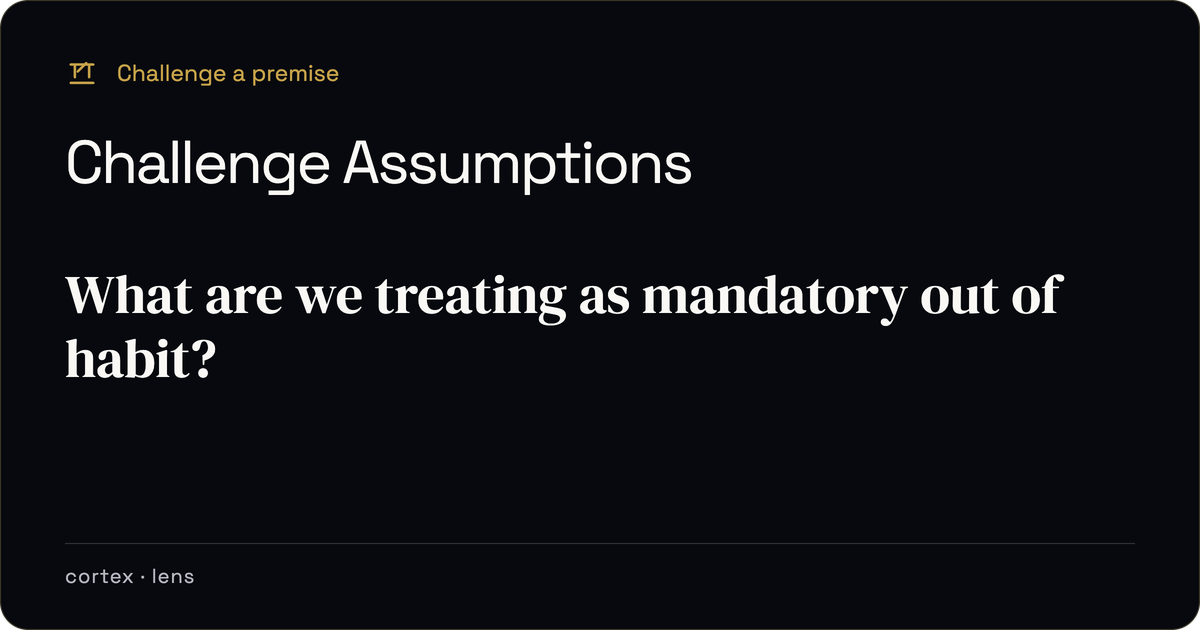 Challenge a premise
Challenge Assumptions
What are we treating as mandatory out of
habit?
cortex · lens